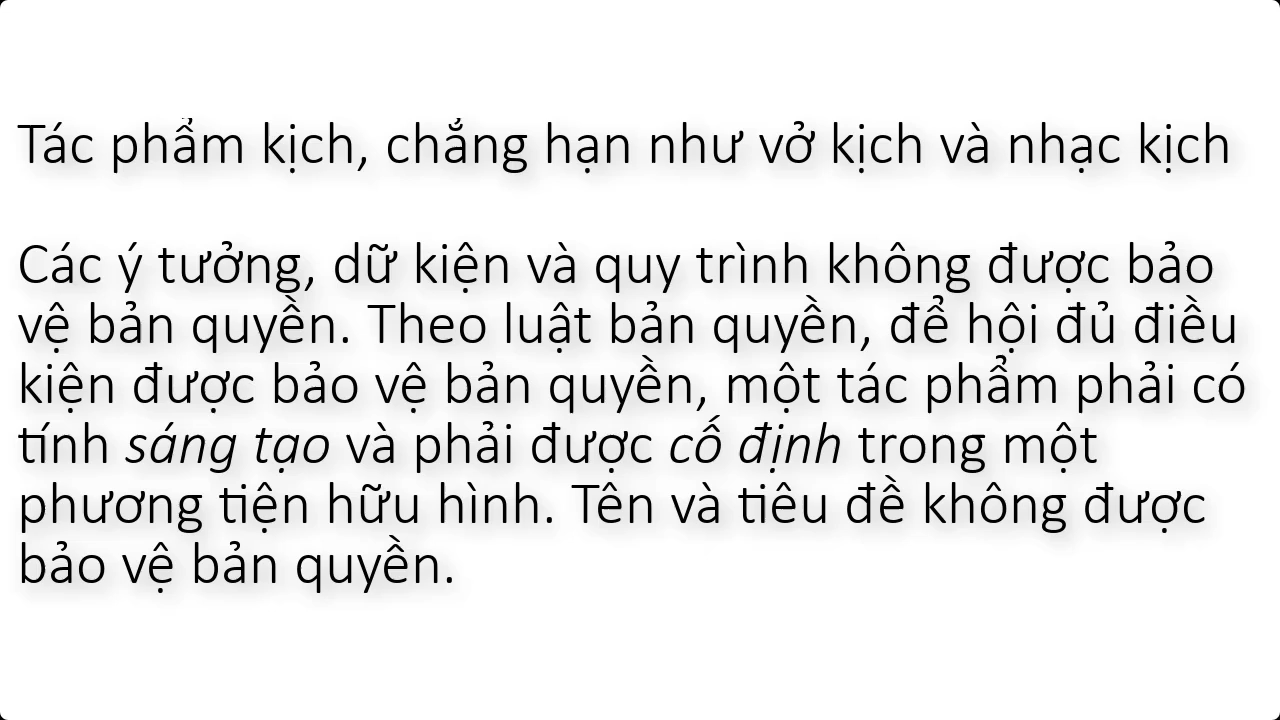 Tác phẩm kịch, chẳng hạn như vở kịch và nhạc kịch
Các ý tưởng, dữ kiện và quy trình không được bảo
vệ bản quyền. Theo luật bản quyền, để hội đủ điều
kiện được bảo vệ bản quyền, một tác phẩm phải có
tính sáng tạo và phải được cố định trong một
phương tiện hữu hình. Tên và tiêu đề không được
bảo vệ bản quyền.